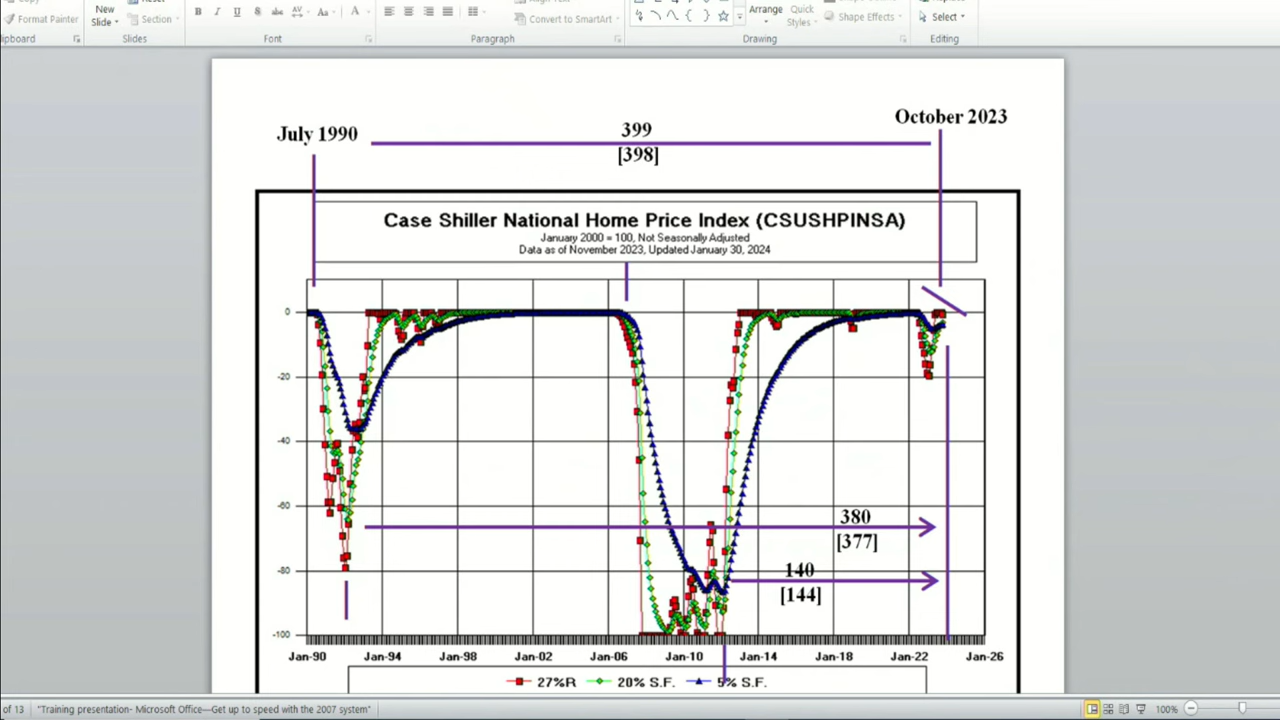 New
Slide
Section
Format Painter
Convert to SmartArt
Arrange
Quick
Styles
Shape Effects
Select
lipboard
Slides
Font
Paragraph
Drawing
Editing
July 1990
399
[398]
October 2023
Case Shiller National Home Price Index (CSUSHPINSA)
January 2000 = 100, Not Seasonally Adjusted
Data as of November 2023, Updated January 30, 2024
0
-20
-40
-60
-80
-100
380
[377]
140
[144]
Jan-90 Jan-94 Jan-98 Jan-02 Jan-06 Jan-10 Jan-14 Jan-18 Jan-22 Jan-26
27%R 20% S.F. 5% S.F.
of 13 "Training presentation- Microsoft Office—Get up to speed with the 2007 system" 100%